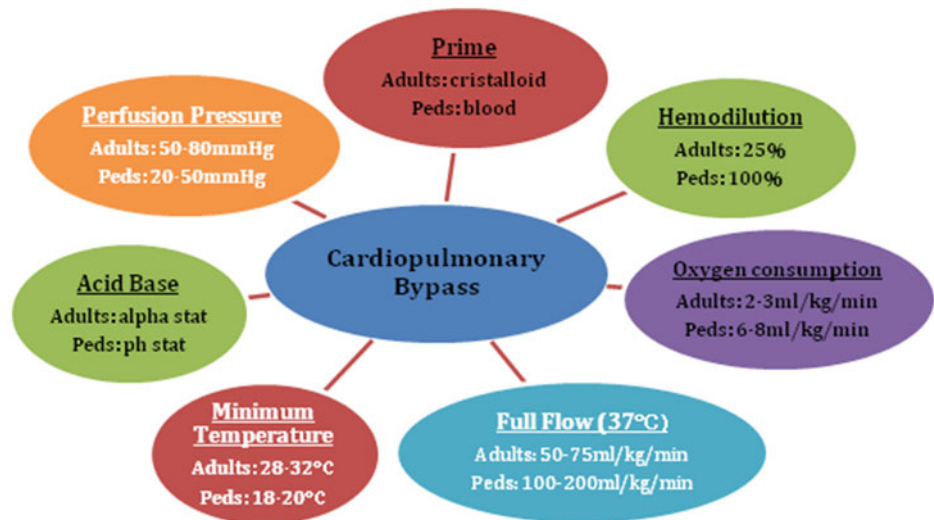 Prime
Adults:cristalloid
Peds:blood
Perfusion Pressure
Adults:50-80mmHg
Peds:20-50mmHg
Hemodilution
Adults:25%
Peds:100%
Cardiopulmonary
Bypass
Acid Base
Adults:alpha stat
Peds:ph stat
Oxygen consumption
Adults:2-3ml/kg/min
Peds:6-8ml/kg/min
Minimum
Temperature
Adults:28-32°C
Peds:18-20°C
Full Flow (37°C)
Adults:50-75ml/kg/min
Peds:100-200ml/kg/min